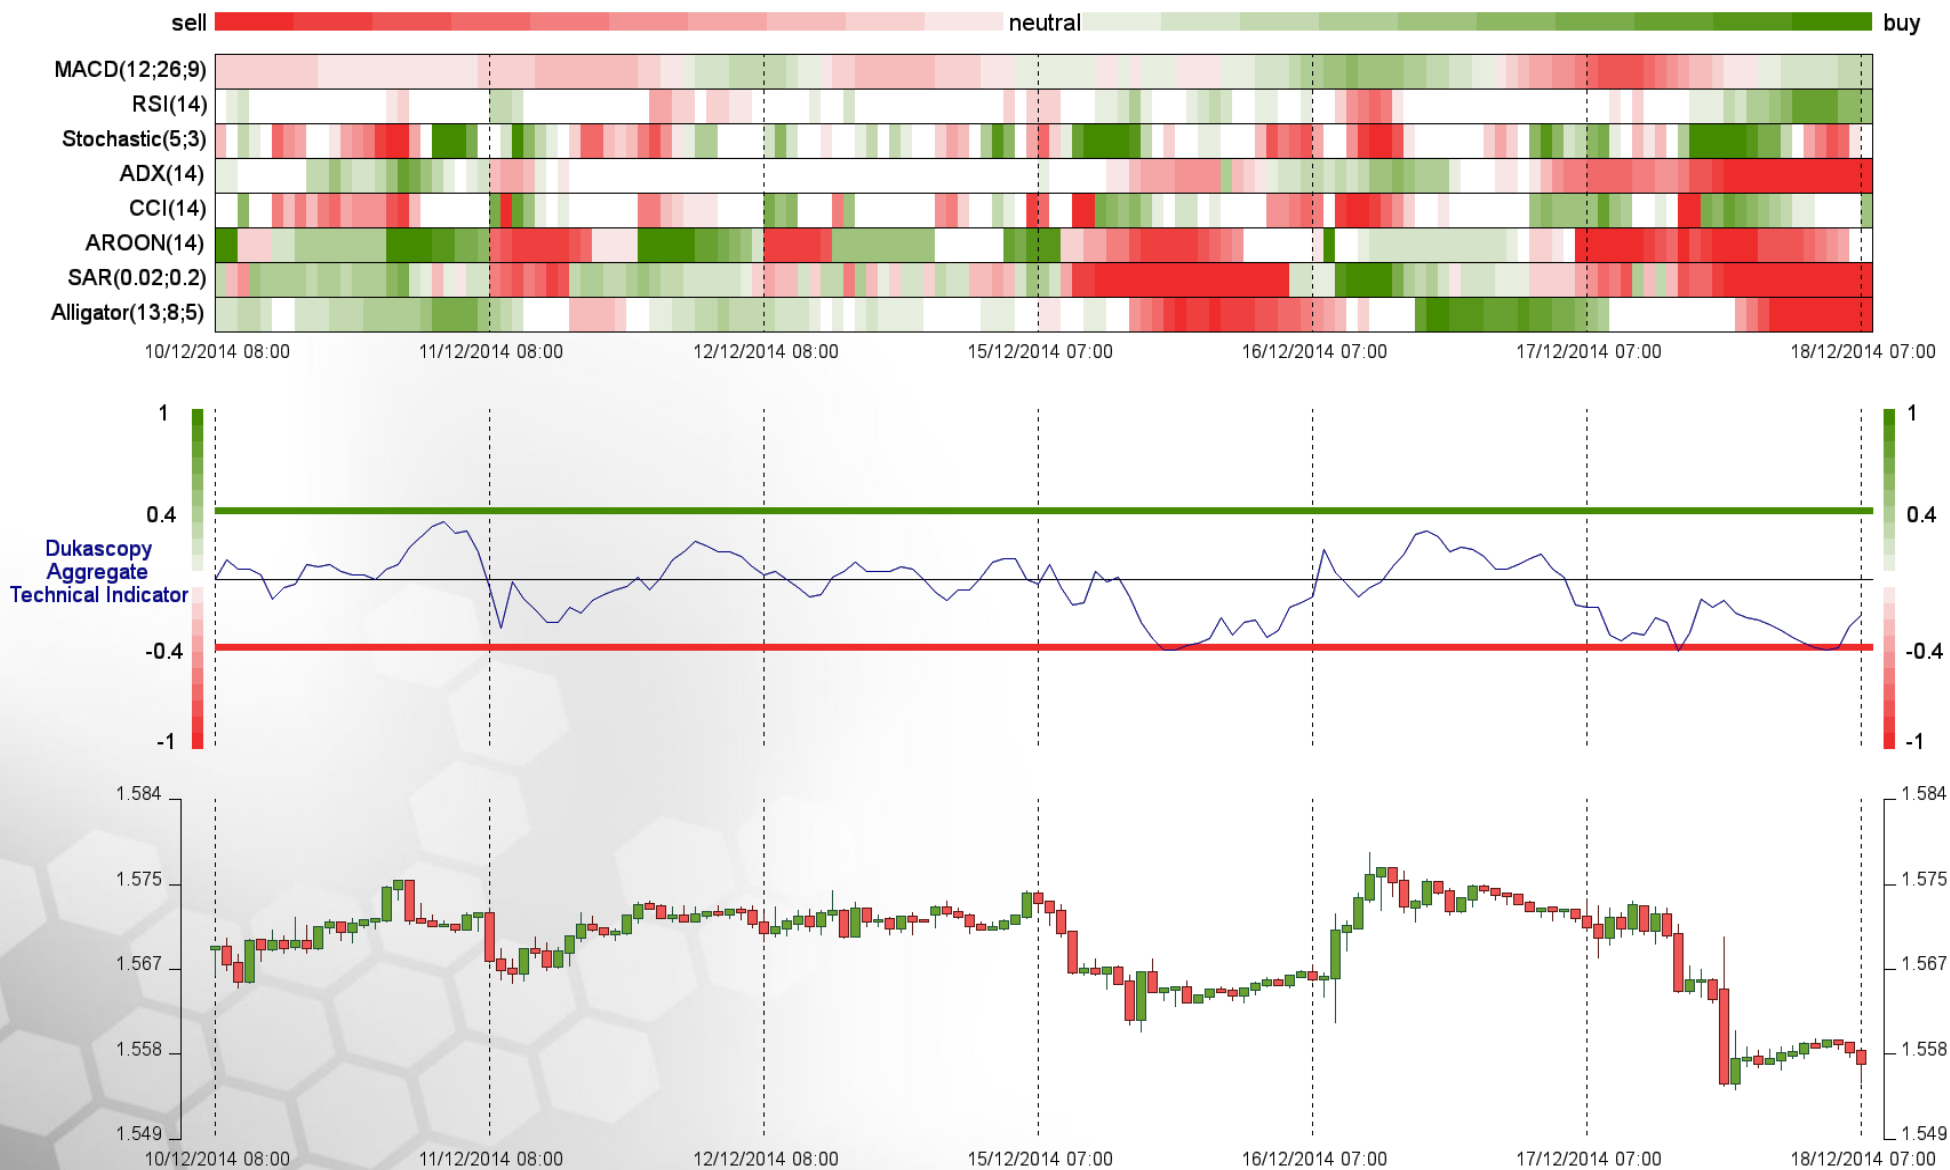 sell neutral buy
MACD(12;26;9)
RSI(14)
Stochastic(5;3)
ADX(14)
CCI(14)
AROON(14)
SAR(0.02;0.2)
Alligator(13;8;5)
10/12/2014 08:00 11/12/2014 08:00 12/12/2014 08:00 15/12/2014 07:00 16/12/2014 07:00 17/12/2014 07:00 18/12/2014 07:00
1 1
0.4 0.4
Dukascopy
Aggregate
Technical Indicator
-0.4 -0.4
-1 -1
1.584 1.584
1.575 1.575
1.567 1.567
1.558 1.558
1.549 1.549
10/12/2014 08:00 11/12/2014 08:00 12/12/2014 08:00 15/12/2014 07:00 16/12/2014 07:00 17/12/2014 07:00 18/12/2014 07:00